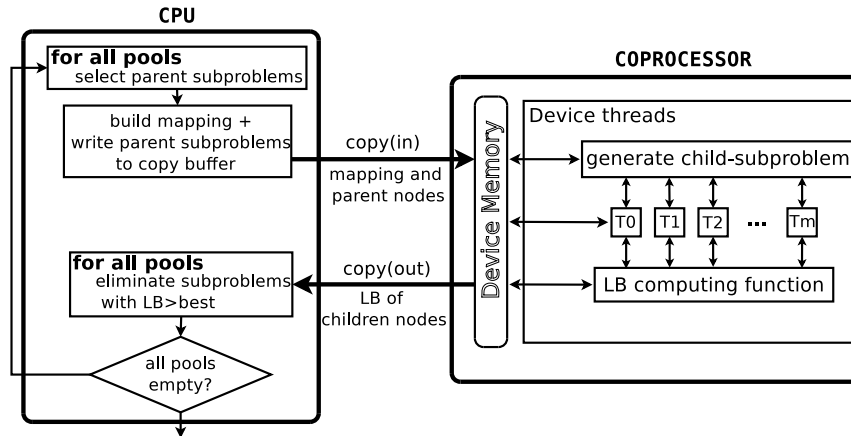 CPU
for all pools
select parent subproblems
build mapping +
write parent subproblems
to copy buffer
copy(in)
mapping and
parent nodes
for all pools
eliminate subproblems
with LB>best
copy(out)
LB of
children nodes
all pools
empty?
COPROCESSOR
Device Memory
Device threads
generate child-subproblem
T0 T1 T2 ... Tm
LB computing function